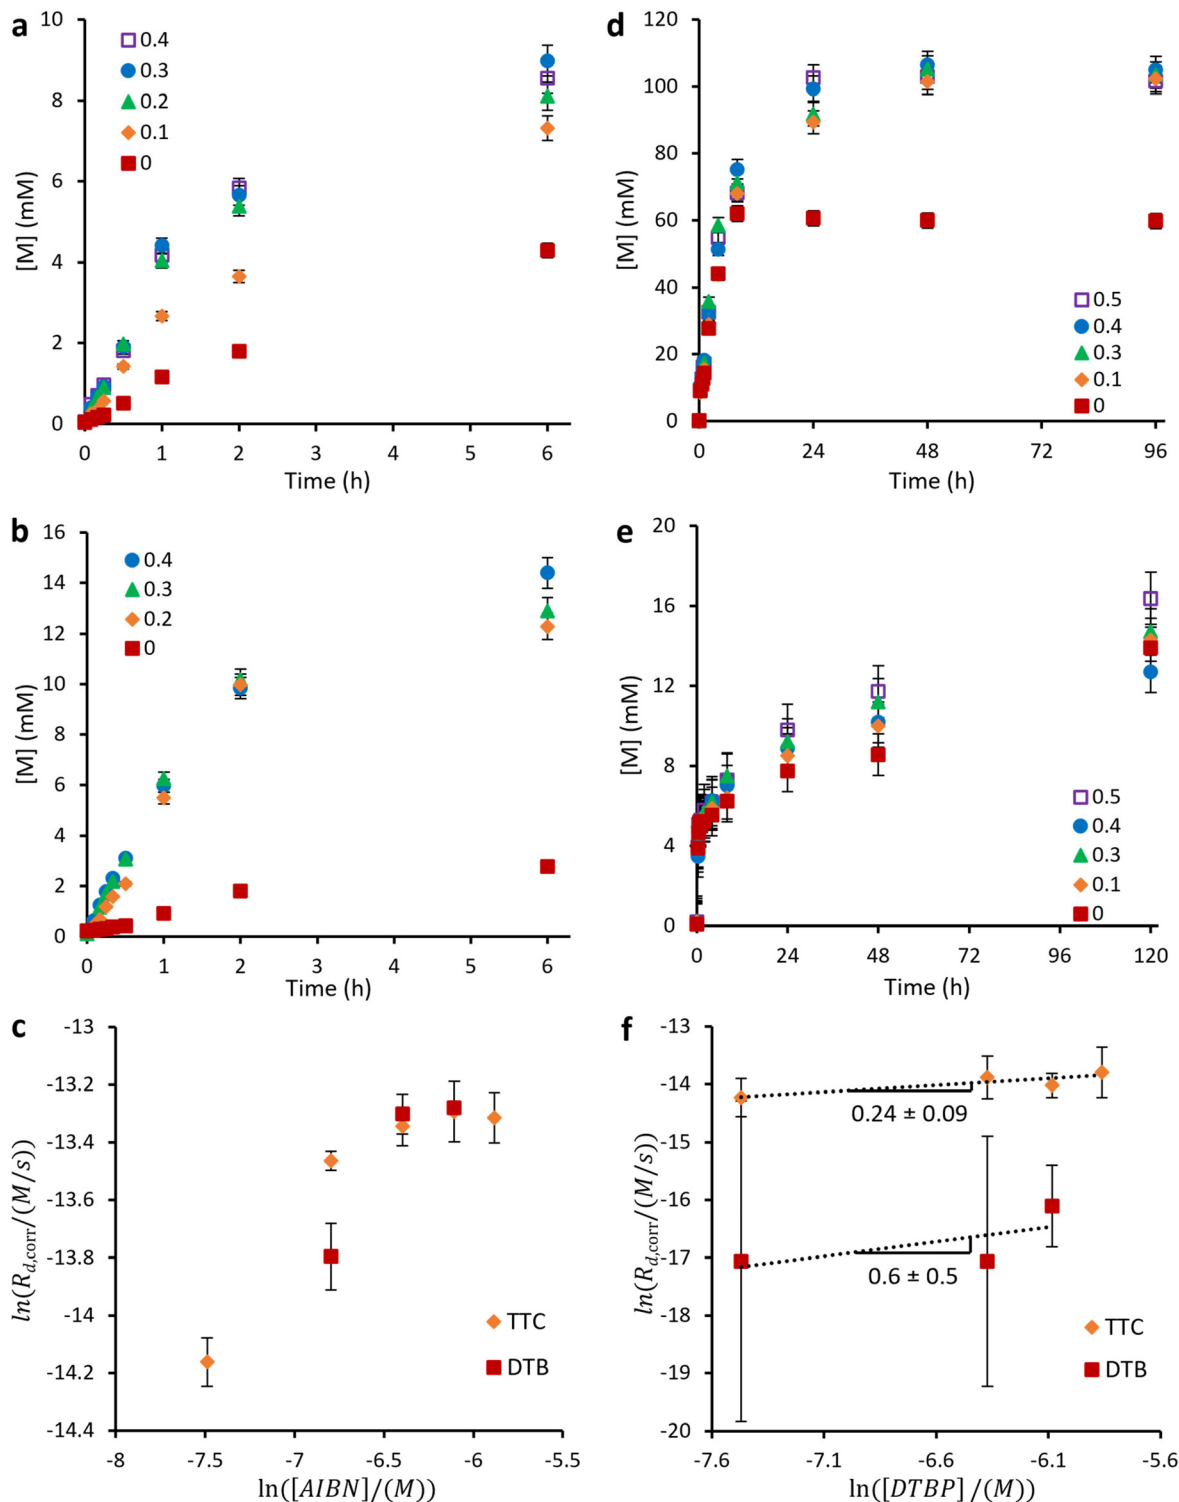 a
10
8
6
4
2
0
[M] (mM)
0.4
0.3
0.2
0.1
0
0 1 2 3 4 5 6
Time (h)
d
120
100
80
60
40
20
0
[M] (mM)
0.5
0.4
0.3
0.1
0
0 24 48 72 96
Time (h)
b
16
14
12
10
8
6
4
2
0
[M] (mM)
0.4
0.3
0.2
0
0 1 2 3 4 5 6
Time (h)
e
20
16
12
8
4
0
[M] (mM)
0.5
0.4
0.3
0.1
0
0 24 48 72 96 120
Time (h)
c
-13
-13.2
-13.4
-13.6
-13.8
-14
-14.2
-14.4
ln(R_{d,corr}/(M/s))
TTC
DTB
-8 -7.5 -7 -6.5 -6 -5.5
ln([AIBN]/(M))
f
-13
-14
-15
-16
-17
-18
-19
-20
ln(R_{d,corr}/(M/s))
0.24 ± 0.09
0.6 ± 0.5
TTC
DTB
-7.6 -7.1 -6.6 -6.1 -5.6
ln([DTBP]/(M))